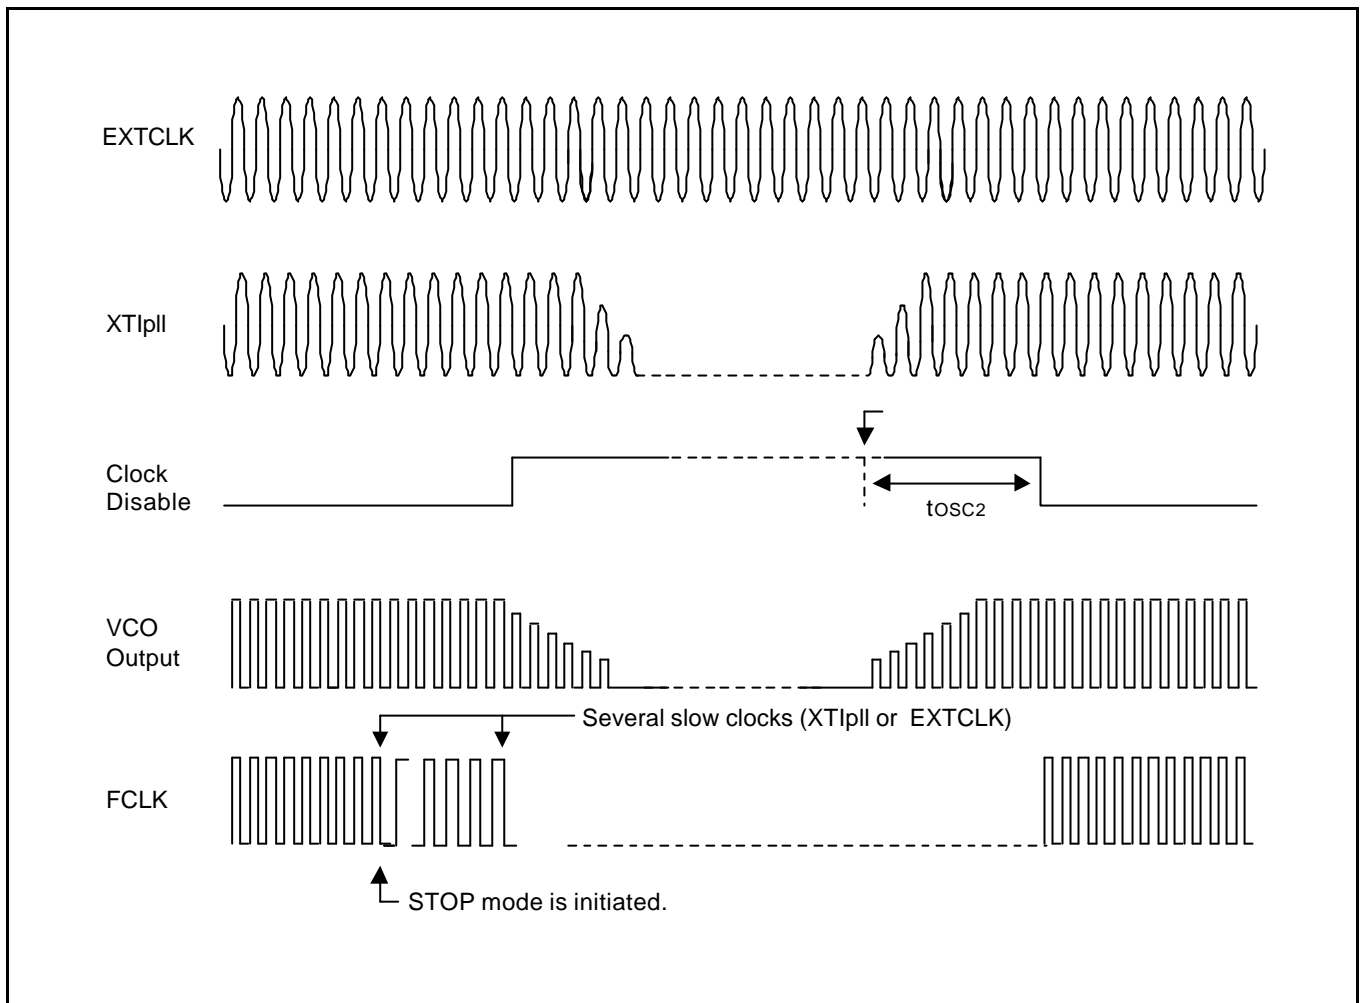 EXTCLK
XTIpll
Clock
Disable
tOSC2
VCO
Output
Several slow clocks (XTIpll or EXTCLK)
FCLK
STOP mode is initiated.